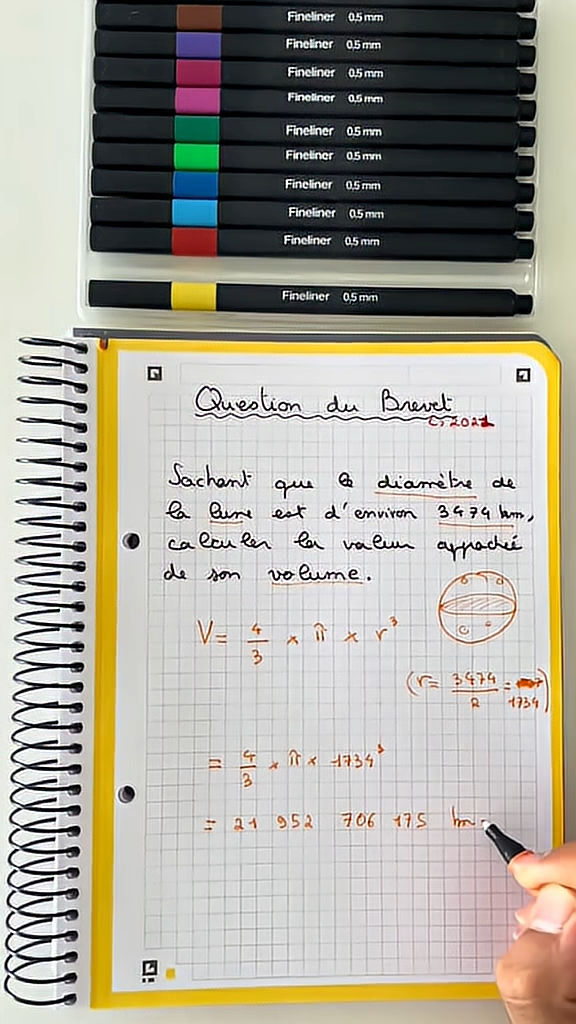 Fineliner 0.5 mm
Fineliner 0.5 mm
Fineliner 0.5 mm
Fineliner 0.5 mm
Fineliner 0.5 mm
Fineliner 0.5 mm
Fineliner 0.5 mm
Fineliner 0.5 mm
Fineliner 0.5 mm
Fineliner 0.5 mm
Question du Brevet
C. 2021
Sachant que le diamètre de
la lune est d'environ 3474 km,
calculer la valeur approchée
de son volume.
V = 4/3 × π × r³
(r = 3474/2 = 1734)
= 4/3 × π × 1734³
= 21 952 706 175 km